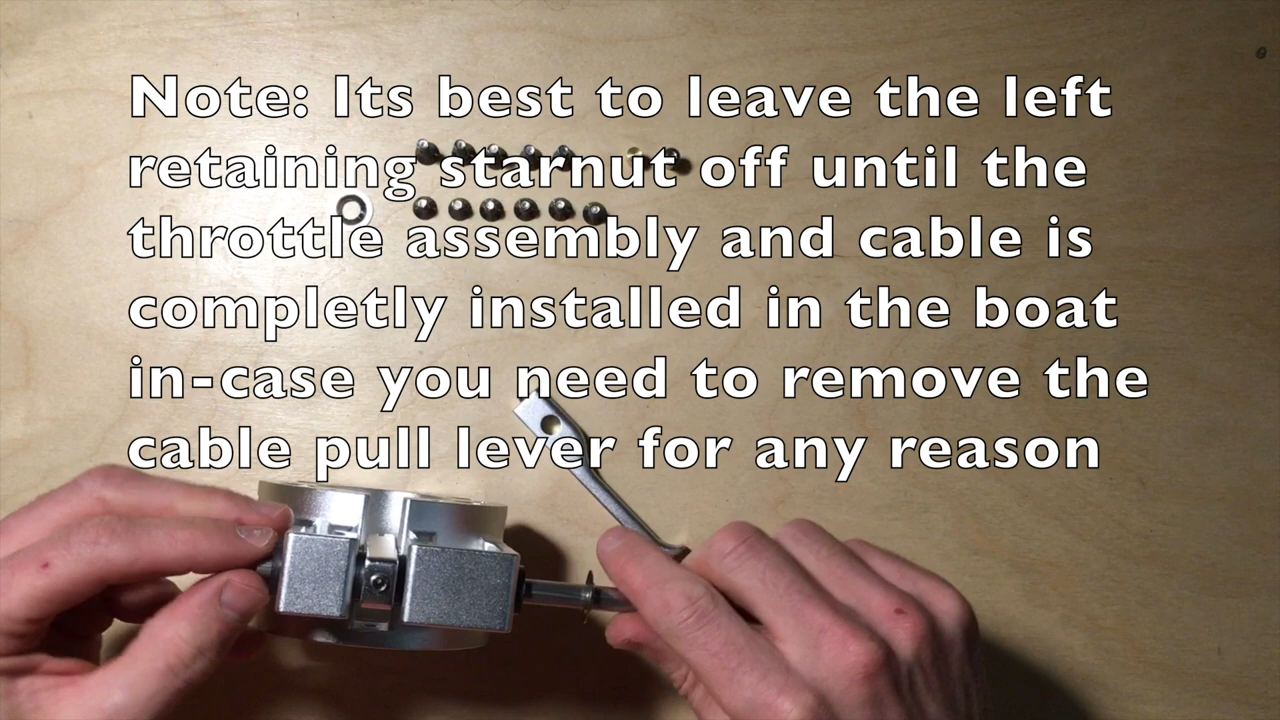 Note: Its best to leave the left
retaining starnut off until the
throttle assembly and cable is
completly installed in the boat
in-case you need to remove the
cable pull lever for any reason